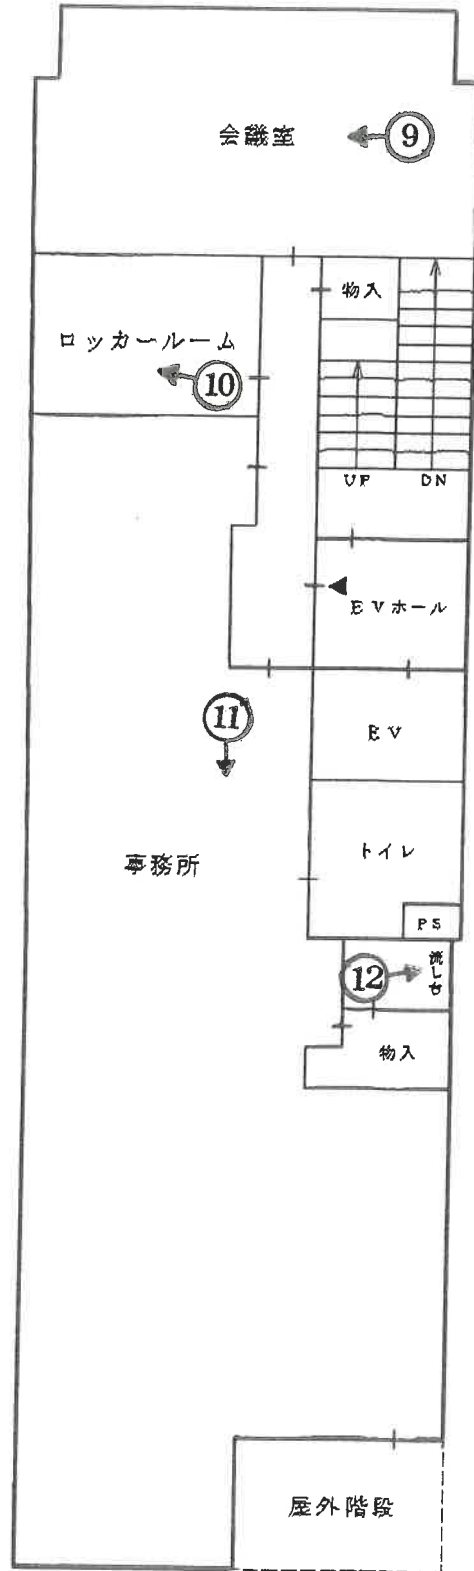 会議室
⑨
物入
ロッカールーム
⑩
UP
DN
EVホール
⑪
EV
トイレ
事務所
PS
流し台
⑫
物入
屋外階段